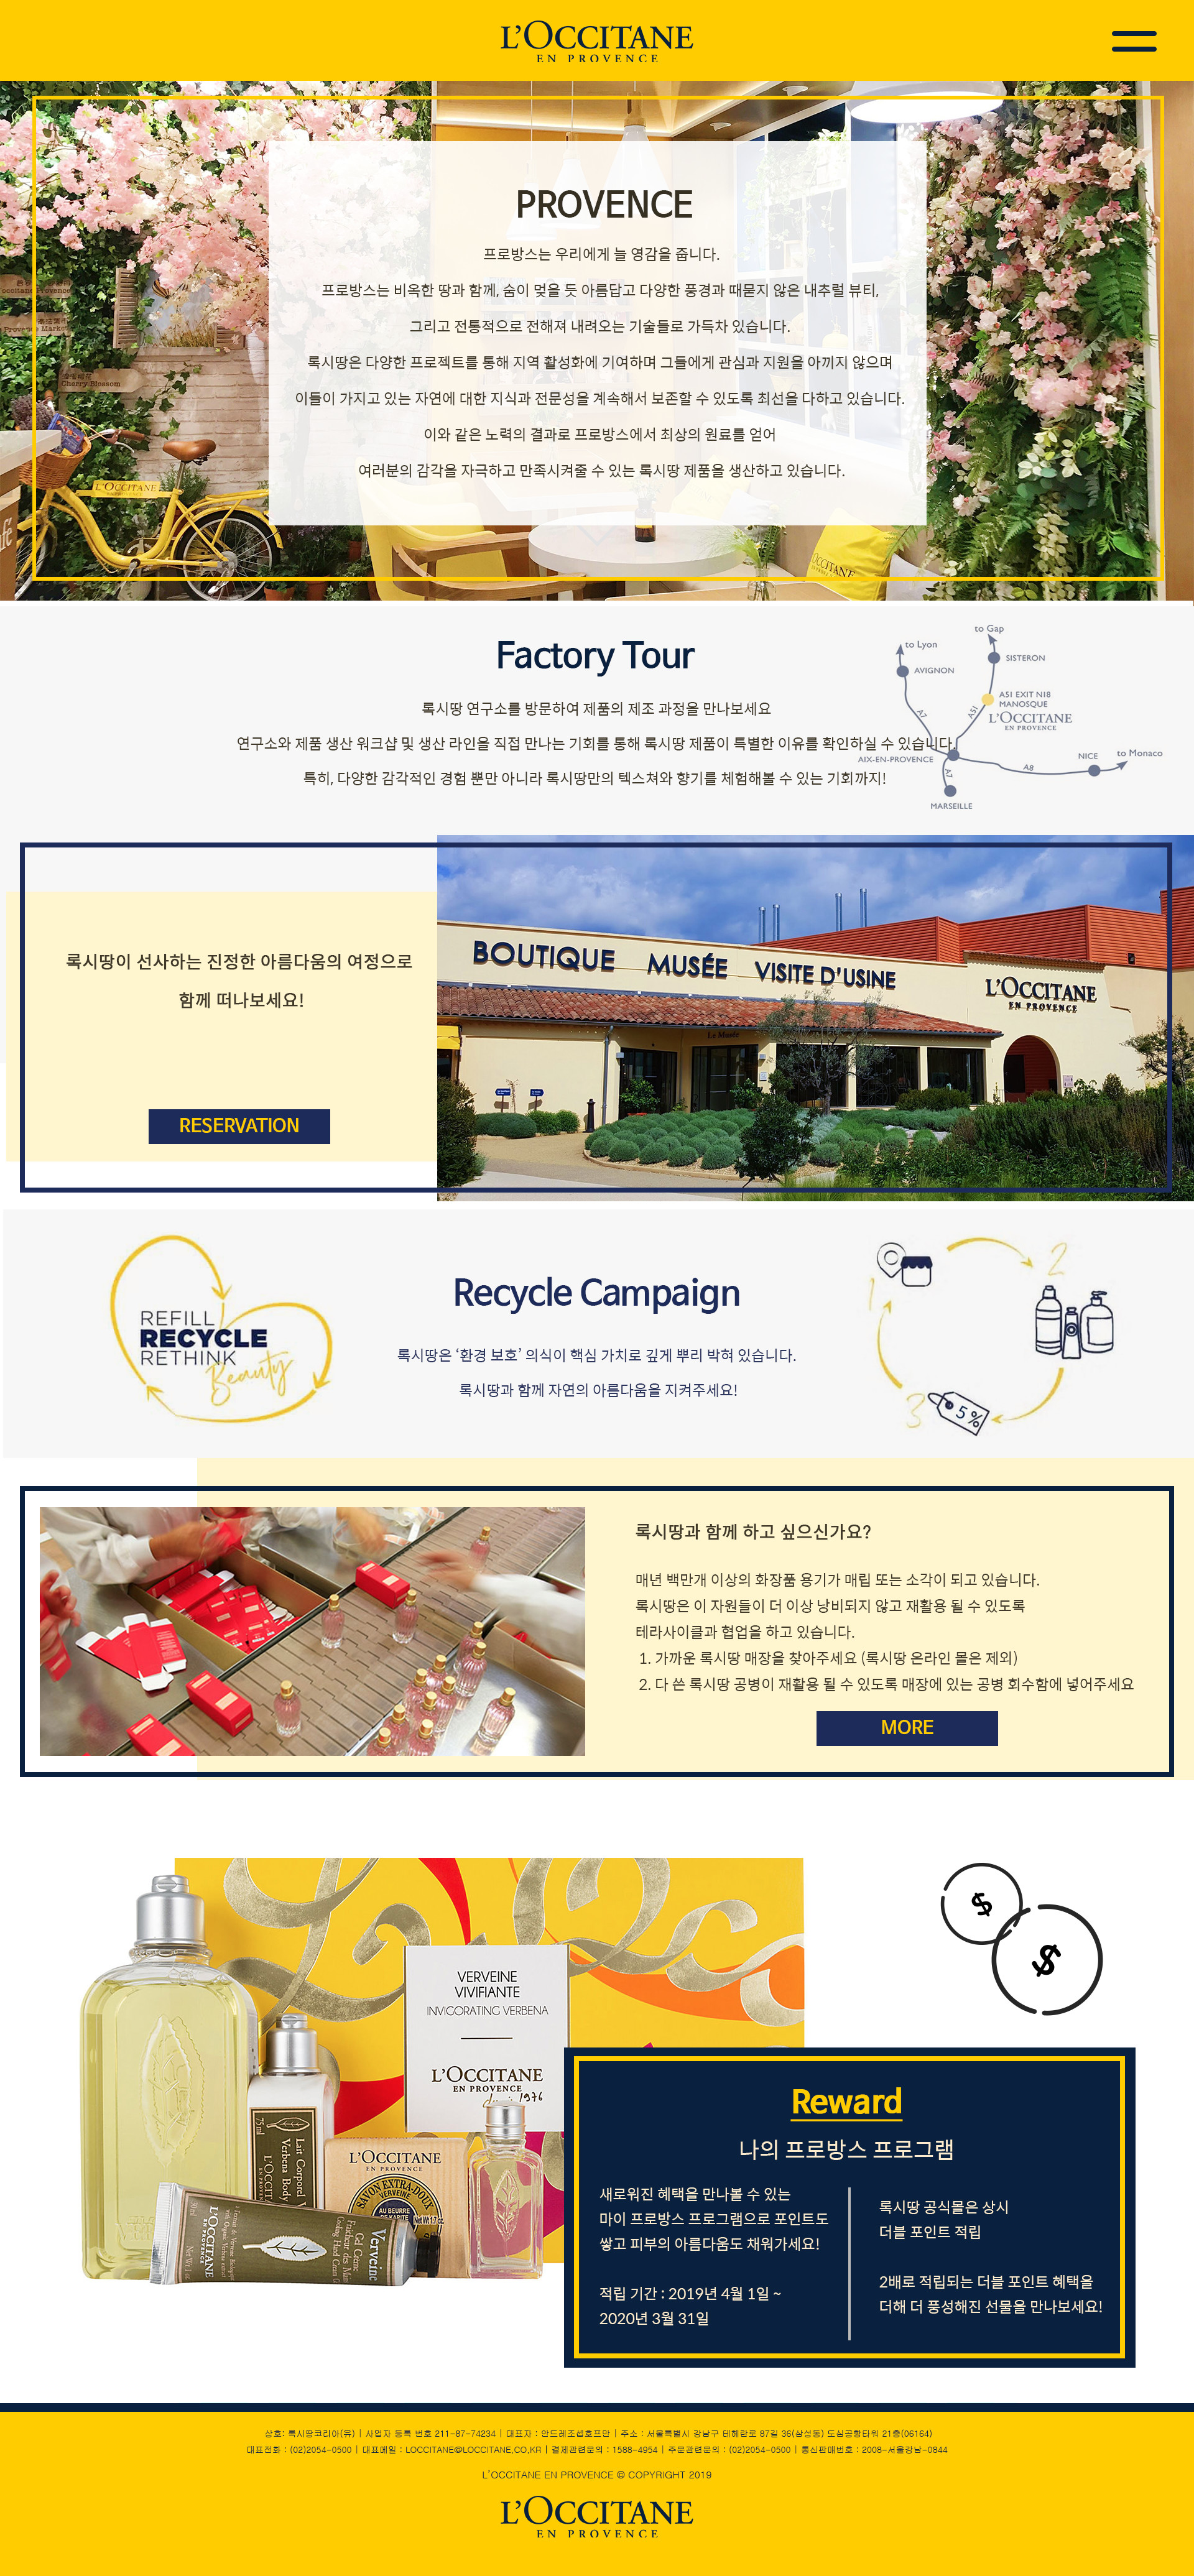 L'OCCITANE
EN PROVENCE
PROVENCE
프로방스는 우리에게 늘 영감을 줍니다.
프로방스는 비옥한 땅과 함께, 숨이 멎을 듯 아름답고 다양한 풍경과 때묻지 않은 내추럴 뷰티,
그리고 전통적으로 전해져 내려오는 기술들로 가득차 있습니다.
록시땅은 다양한 프로젝트를 통해 지역 활성화에 기여하며 그들에게 관심과 지원을 아끼지 않으며
이들이 가지고 있는 자연에 대한 지식과 전문성을 계속해서 보존할 수 있도록 최선을 다하고 있습니다.
이와 같은 노력의 결과로 프로방스에서 최상의 원료를 얻어
여러분의 감각을 자극하고 만족시켜줄 수 있는 록시땅 제품을 생산하고 있습니다.
Cherry Blossom
L'OCCITANE
L'OCCITANE
Factory Tour
록시땅 연구소를 방문하여 제품의 제조 과정을 만나보세요
연구소와 제품 생산 워크샵 및 생산 라인을 직접 만나는 기회를 통해 록시땅 제품이 특별한 이유를 확인하실 수 있습니다.
특히, 다양한 감각적인 경험 뿐만 아니라 록시땅만의 텍스쳐와 향기를 체험해볼 수 있는 기회까지!
to Gap
to Lyon
SISTERON
AVIGNON
A51 EXIT N18
MANOSQUE
L'OCCITANE
EN PROVENCE
A7
A51
AIX-EN-PROVENCE
NICE
to Monaco
A8
A7
MARSEILLE
록시땅이 선사하는 진정한 아름다움의 여정으로
함께 떠나보세요!
RESERVATION
BOUTIQUE MUSÉE VISITE D'USINE
L'OCCITANE
EN PROVENCE
Le Musée
REFILL
RECYCLE
RETHINK
Beauty
Recycle Campaign
록시땅은 ‘환경 보호’ 의식이 핵심 가치로 깊게 뿌리 박혀 있습니다.
록시땅과 함께 자연의 아름다움을 지켜주세요!
1
2
3
5%
록시땅과 함께 하고 싶으신가요?
매년 백만개 이상의 화장품 용기가 매립 또는 소각이 되고 있습니다.
록시땅은 이 자원들이 더 이상 낭비되지 않고 재활용 될 수 있도록
테라사이클과 협업을 하고 있습니다.
1. 가까운 록시땅 매장을 찾아주세요 (록시땅 온라인 몰은 제외)
2. 다 쓴 록시땅 공병이 재활용 될 수 있도록 매장에 있는 공병 회수함에 넣어주세요
MORE
VERVEINE
VIVIFIANTE
INVIGORATING VERBENA
L'OCCITANE
EN PROVENCE
depuis 1976
75ml
Lait Corporel
Verbena Body
L'OCCITANE
EN PROVENCE
SAVON EXTRA-DOUX
VERVEINE
AU BEURRE
DE KARITE
L'OCCITANE
EN PROVENCE
Verveine
$
$
Reward
나의 프로방스 프로그램
새로워진 혜택을 만나볼 수 있는
마이 프로방스 프로그램으로 포인트도
쌓고 피부의 아름다움도 채워가세요!
적립 기간 : 2019년 4월 1일 ~
2020년 3월 31일
록시땅 공식몰은 상시
더블 포인트 적립
2배로 적립되는 더블 포인트 혜택을
더해 더 풍성해진 선물을 만나보세요!
상호: 록시땅코리아(유) | 사업자 등록 번호 211-87-74234 | 대표자 : 안드레조셉호프만 | 주소 : 서울특별시 강남구 테헤란로 87길 36(삼성동) 도심공항타워 21층(06164)
대표전화 : (02)2054-0500 | 대표메일 : LOCCITANE@LOCCITANE.CO.KR | 결제관련문의 : 1588-4954 | 주문관련문의 : (02)2054-0500 | 통신판매번호 : 2008-서울강남-0844
L'OCCITANE EN PROVENCE © COPYRIGHT 2019
L'OCCITANE
EN PROVENCE